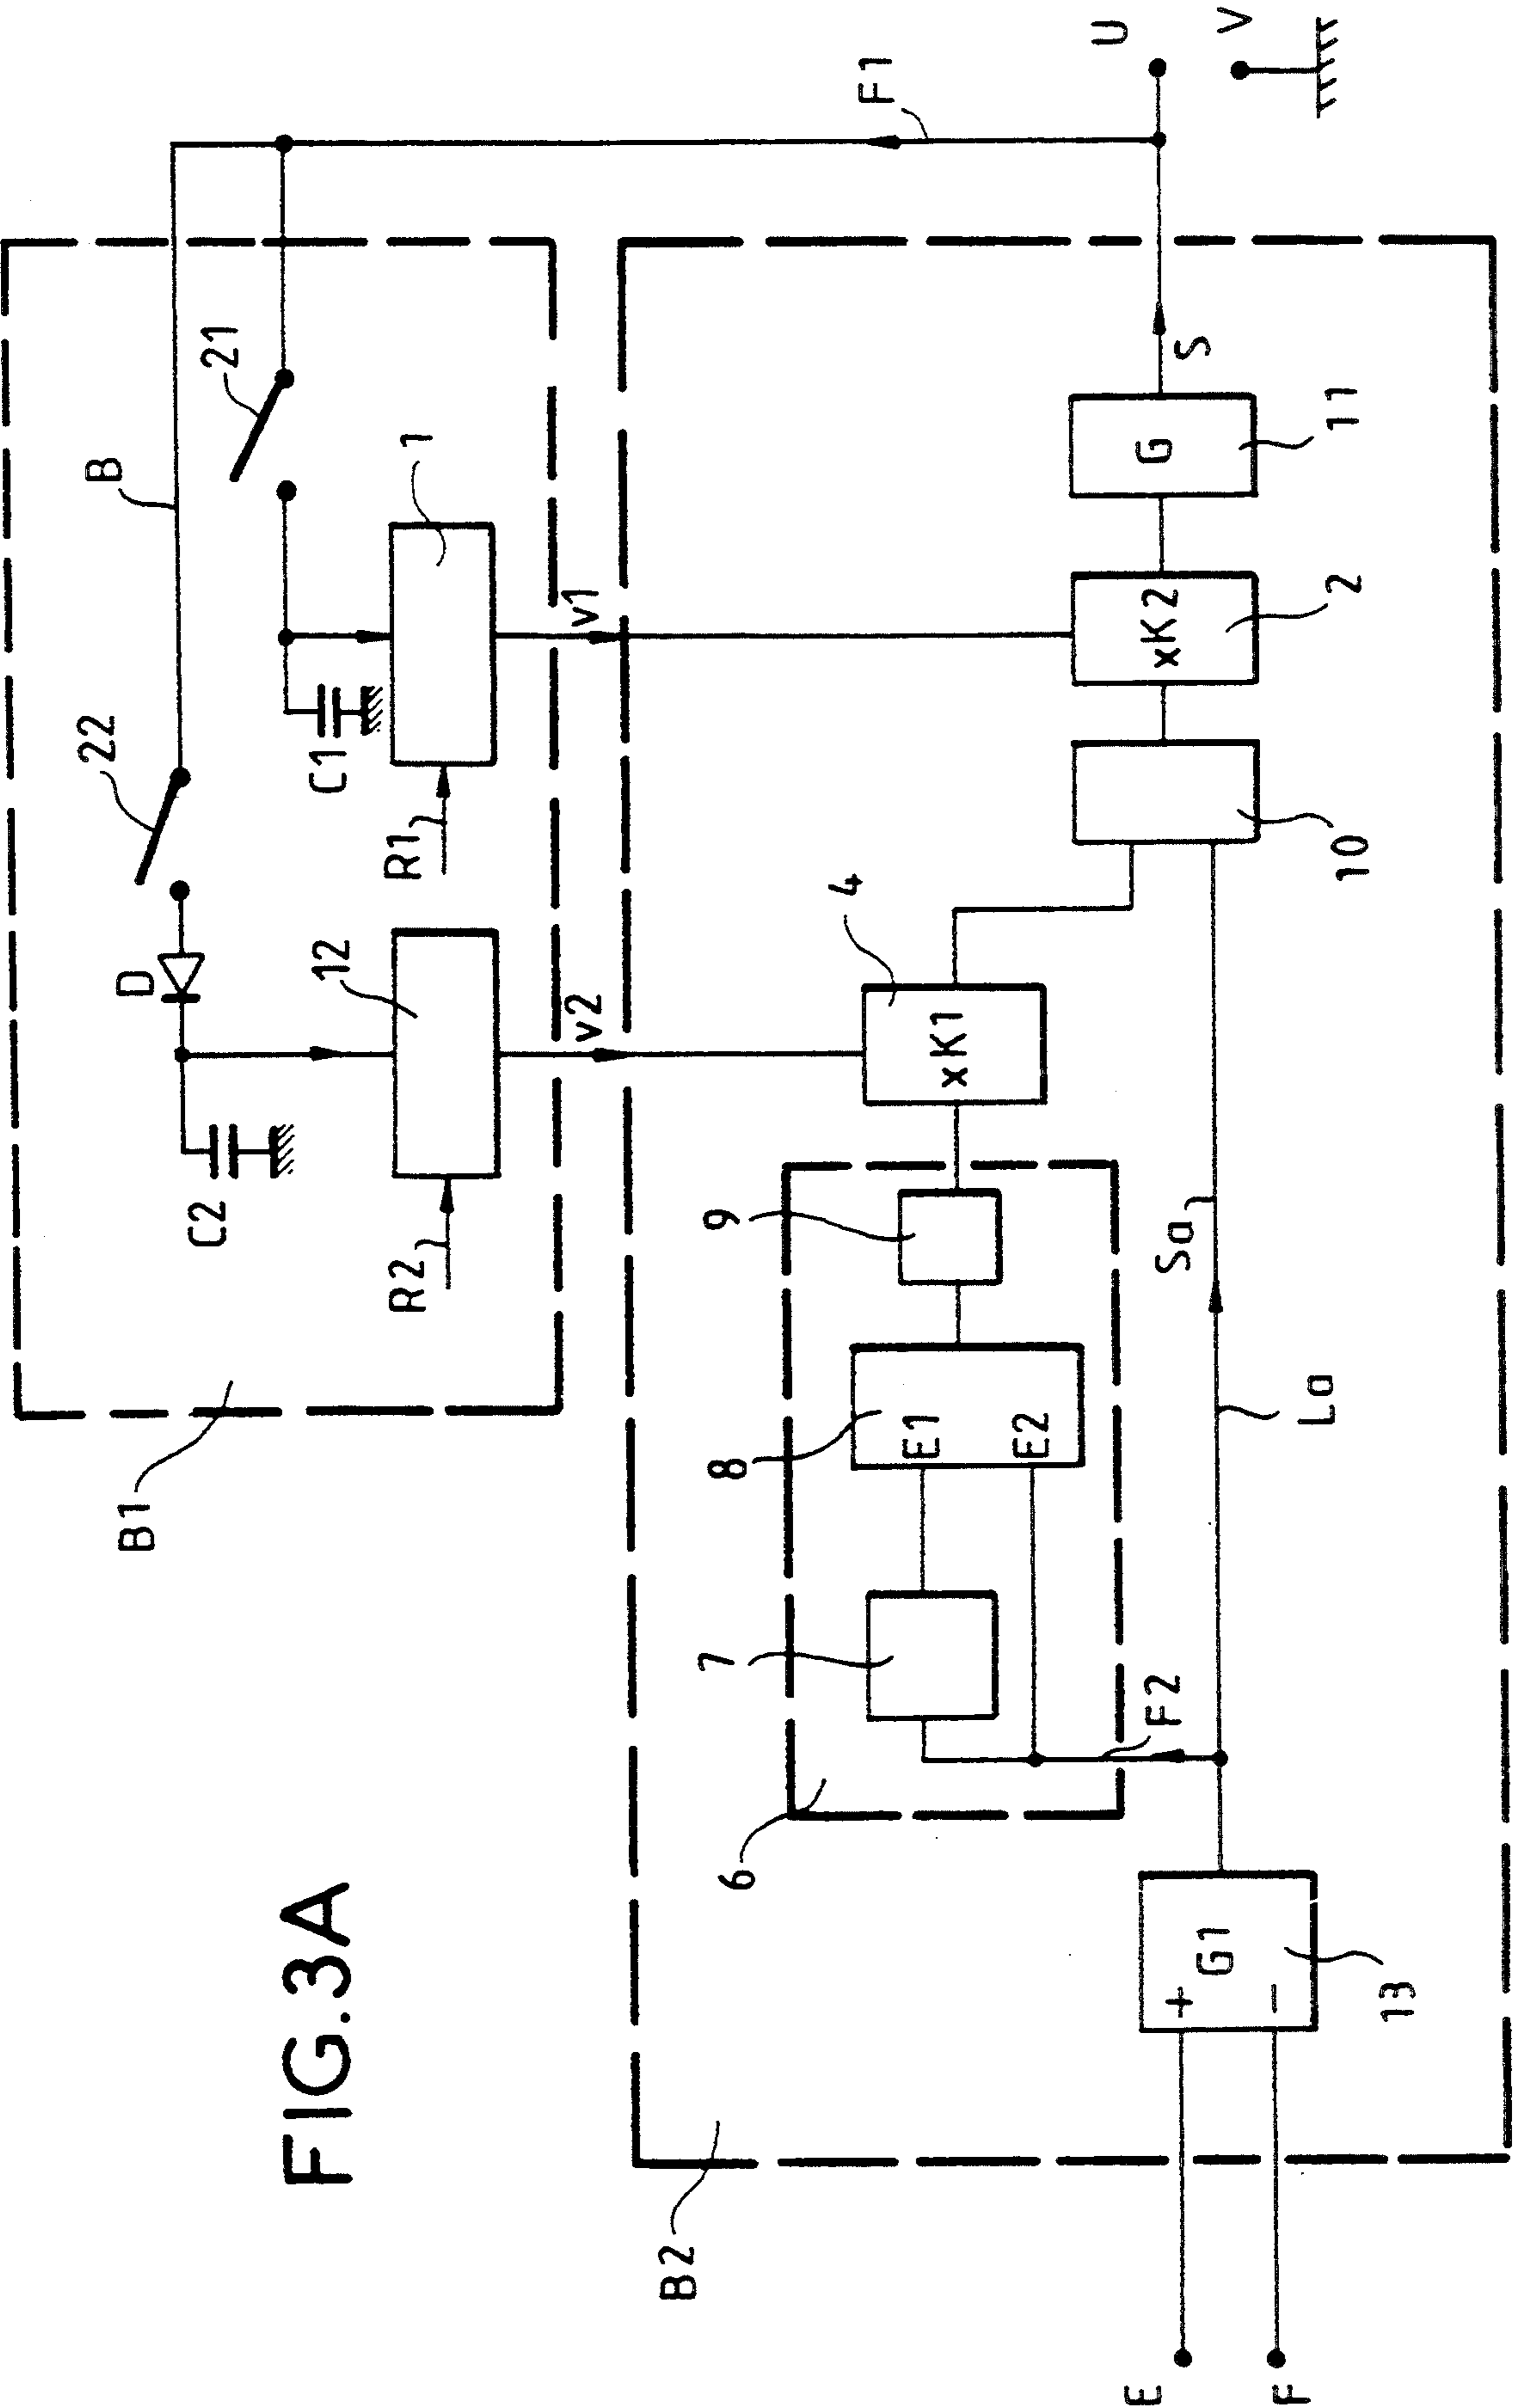 FIG.3A
B1
B
22
21
D
C2
12
R2
C1
1
R1
v2
v1
F1
U
V
B2
6
7
8
E1
E2
9
4
xK1
F2
La
Sa
10
xK2
2
G
11
S
G1
+
−
13
E
F